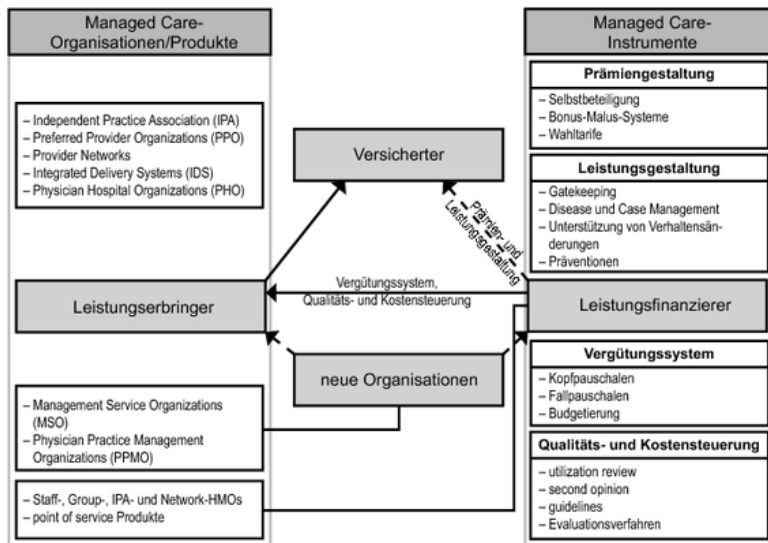 Managed Care-
Organisationen/Produkte
– Independent Practice Association (IPA)
– Preferred Provider Organizations (PPO)
– Provider Networks
– Integrated Delivery Systems (IDS)
– Physician Hospital Organizations (PHO)
Leistungserbringer
– Management Service Organizations
(MSO)
– Physician Practice Management
Organizations (PPMO)
– Staff-, Group-, IPA- und Network-HMOs
– point of service Produkte
Versicherter
Prämien- und
Leistungsgestaltung
Vergütungssystem,
Qualitäts- und Kostensteuerung
neue Organisationen
Managed Care-
Instrumente
Prämiengestaltung
– Selbstbeteiligung
– Bonus-Malus-Systeme
– Wahltarife
Leistungsgestaltung
– Gatekeeping
– Disease und Case Management
– Unterstützung von Verhaltensän-
derungen
– Präventionen
Leistungsfinanzierer
Vergütungssystem
– Kopfpauschalen
– Fallpauschalen
– Budgetierung
Qualitäts- und Kostensteuerung
– utilization review
– second opinion
– guidelines
– Evaluationsverfahren